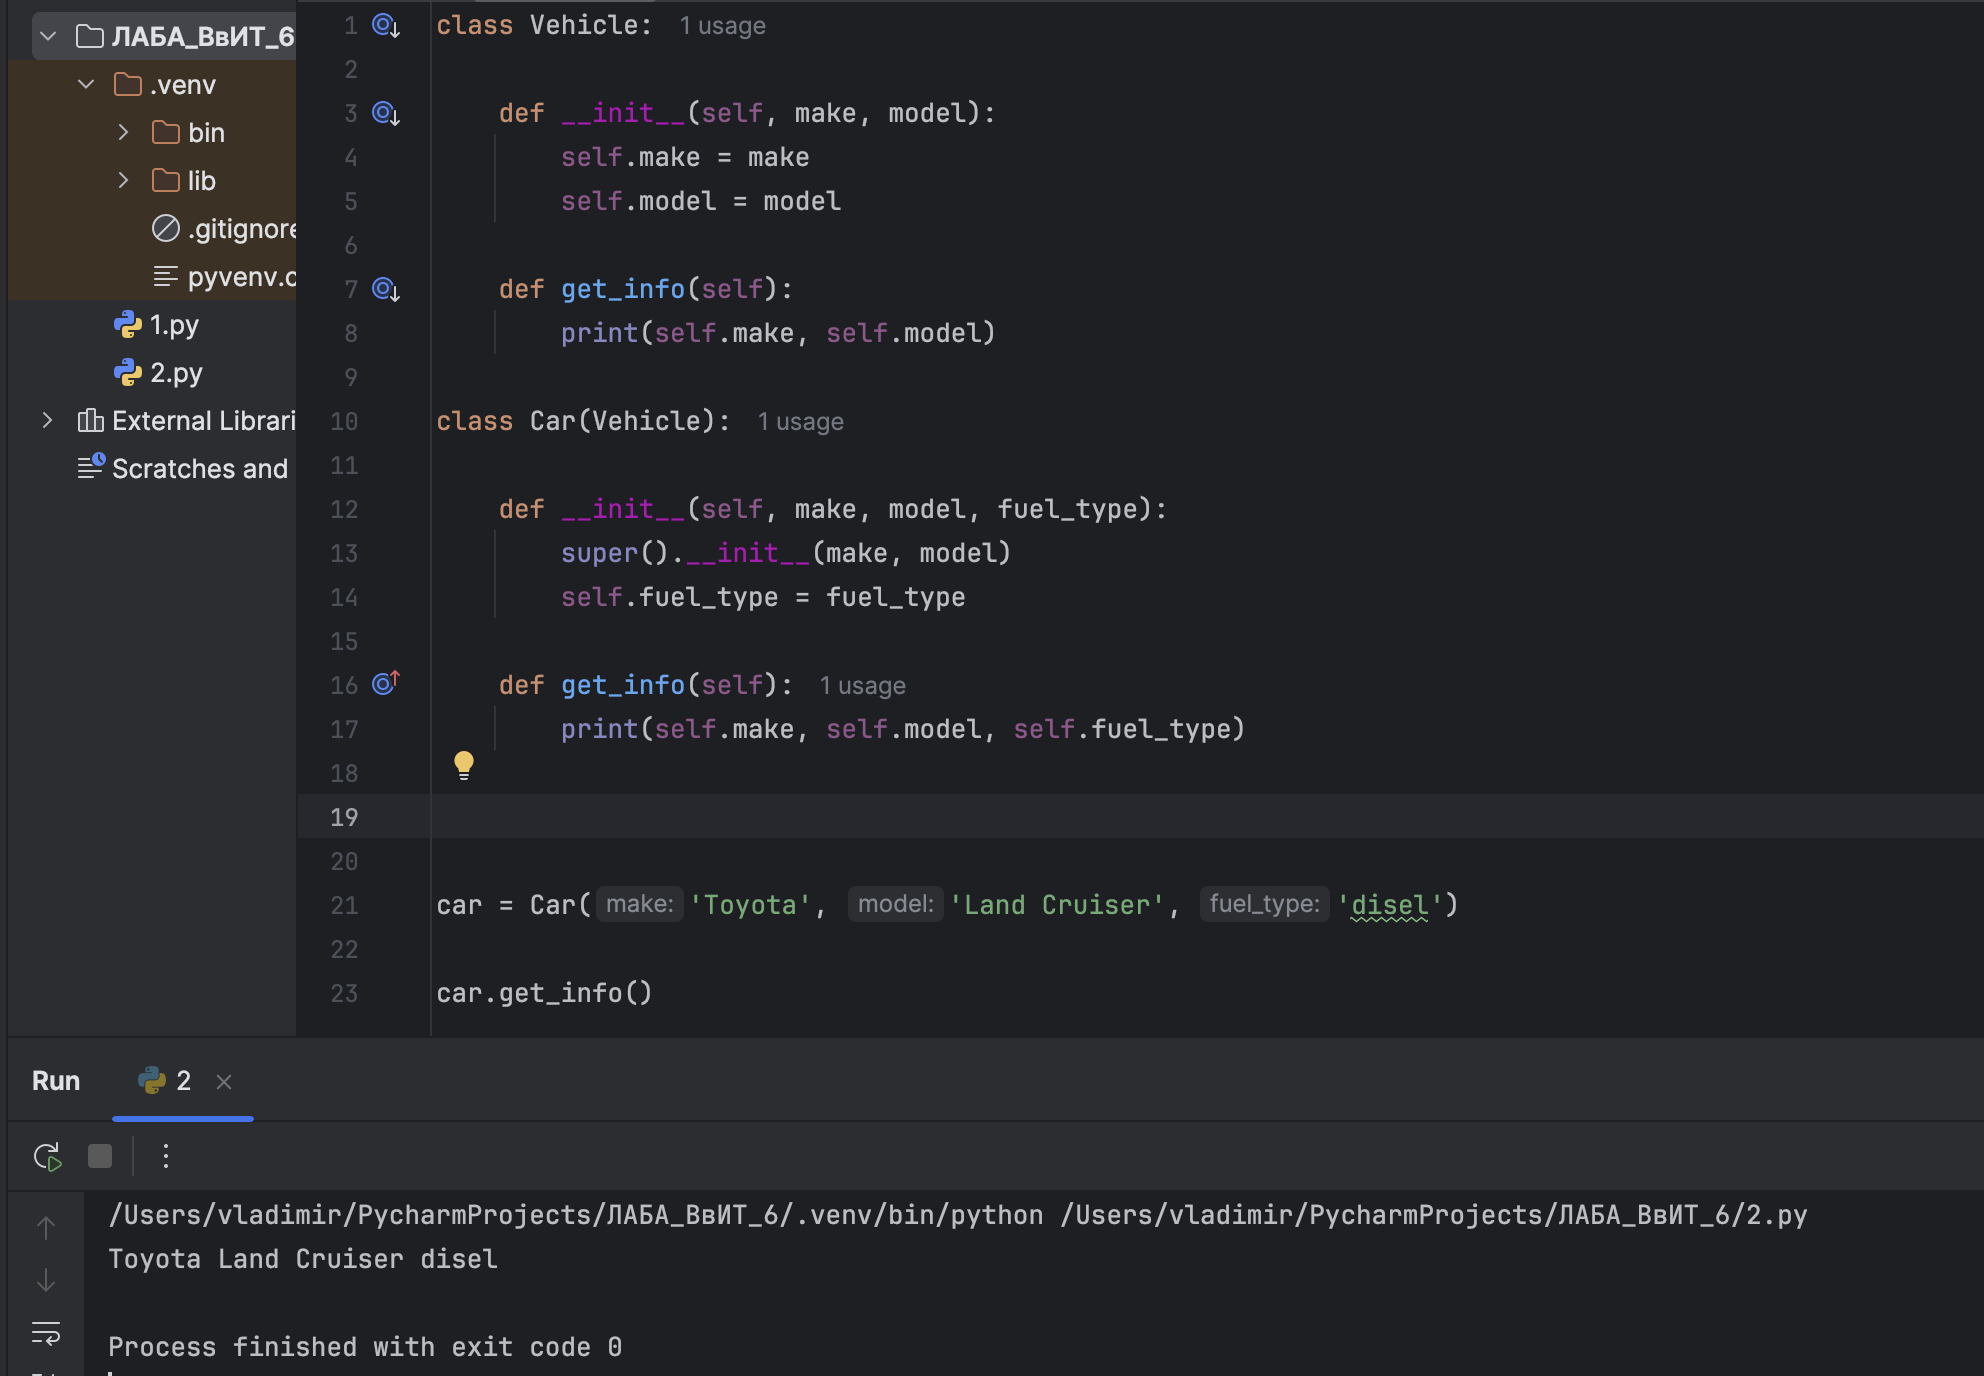 ЛАБА_ВвИТ_6
.venv
bin
lib
.gitignore
pyvenv.c
1.py
2.py
External Librari
Scratches and
1 class Vehicle: 1 usage
2
3 def __init__(self, make, model):
4 self.make = make
5 self.model = model
6
7 def get_info(self):
8 print(self.make, self.model)
9
10 class Car(Vehicle): 1 usage
11
12 def __init__(self, make, model, fuel_type):
13 super().__init__(make, model)
14 self.fuel_type = fuel_type
15
16 def get_info(self): 1 usage
17 print(self.make, self.model, self.fuel_type)
18
19
20
21 car = Car( make: 'Toyota', model: 'Land Cruiser', fuel_type: 'disel')
22
23 car.get_info()
Run 2
/Users/vladimir/PycharmProjects/ЛАБА_ВвИТ_6/.venv/bin/python /Users/vladimir/PycharmProjects/ЛАБА_ВвИТ_6/2.py
Toyota Land Cruiser disel
Process finished with exit code 0